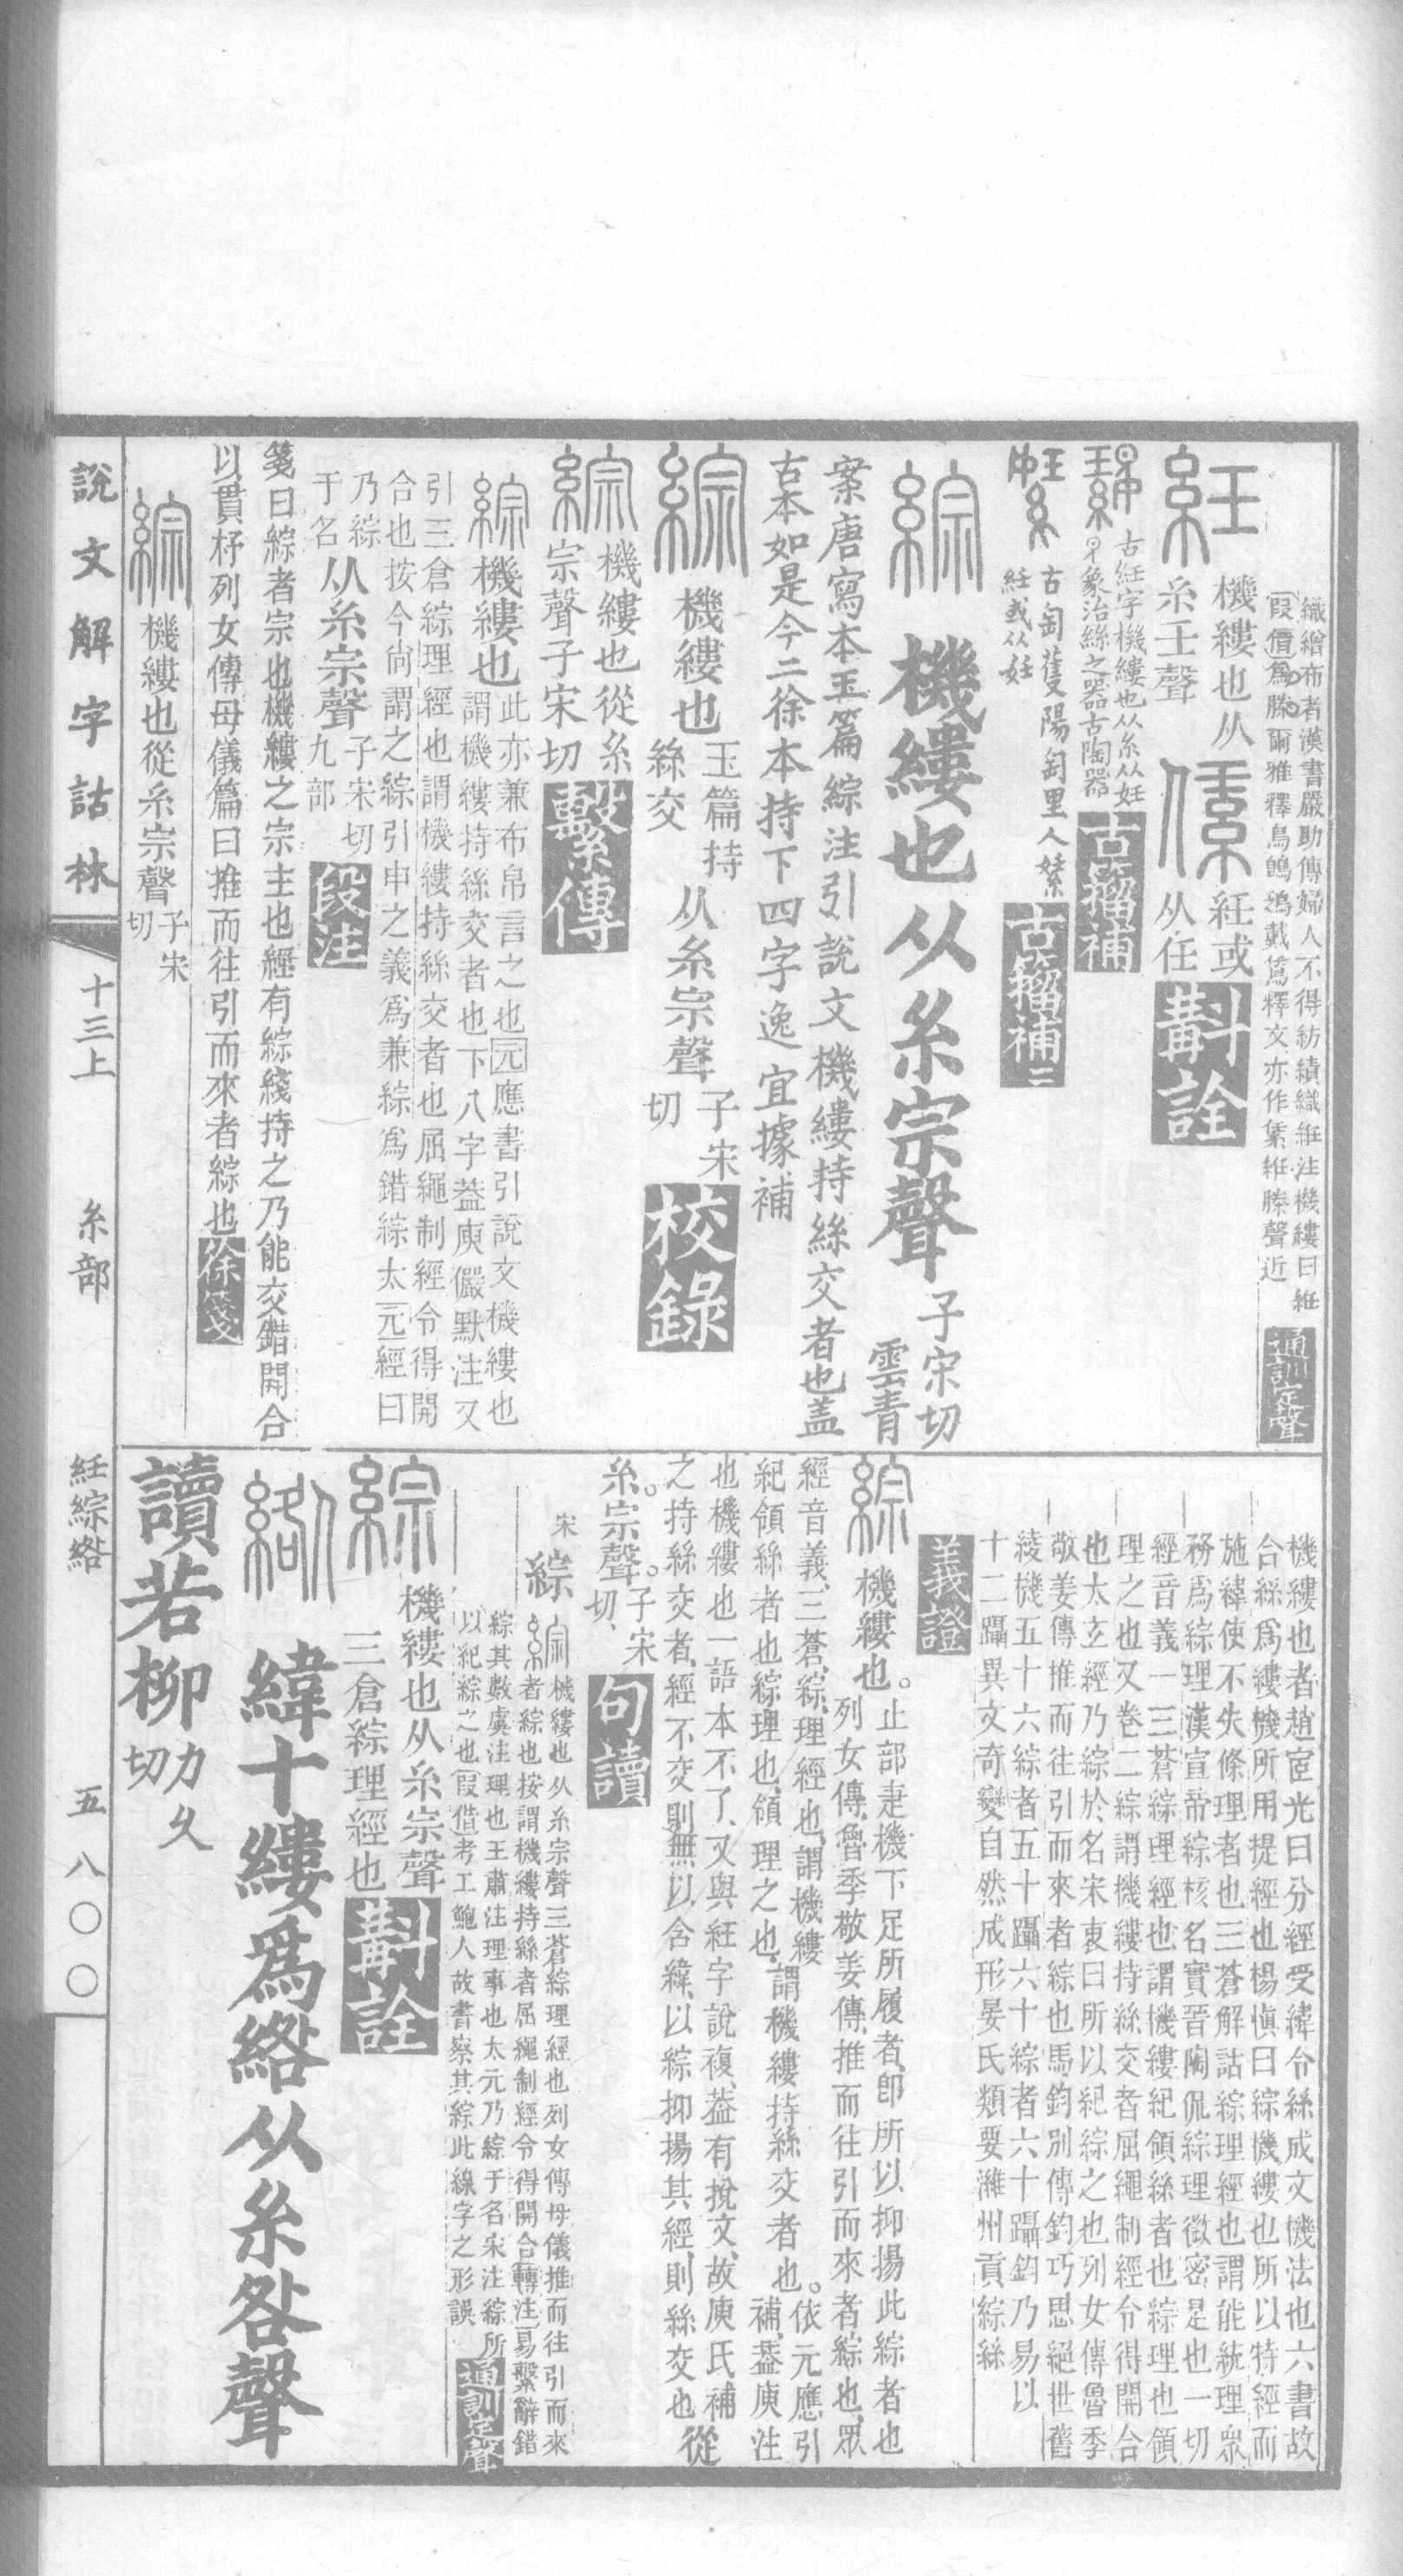 織繒布者漢書嚴助傳婦人不得紡績織紝注機縷曰紝
叚借爲滕爾雅釋鳥
通訓定聲
機縷也从
糸壬聲
紝或
从任
斠詮
古紝字機縷也从糸从妊
象治絲之器古陶器
古籀補
古匋蒦陽匋里人
紝或从妊
古籀補二
綜
機縷也从糸宗聲
子宋切
雲青
案唐寫本玉篇綜注引說文機縷持絲交者也蓋
古本如是今二徐本持下四字逸宜據補
綜
機縷也
玉篇持
絲交
从糸宗聲
子宋
切
校錄
綜
機縷也從糸
宗聲子宋切
繫傳
綜
機縷也
此亦兼布帛言之也元應書引說文機縷也
謂機縷持絲交者也下八字葢庾儼默注又
引三倉綜理經也謂機縷持絲交者也屈繩制經令得開
合也按今尙謂之綜引申之義爲兼綜爲錯綜太元經曰
乃綜
于名
从糸宗聲
子宋切
九部
段注
箋曰綜者宗也機縷之宗主也經有綜綫持之乃能交錯開合
以貫杼列女傳母儀篇曰推而往引而來者綜也
徐箋
綜
機縷也從糸宗聲
子宋
切
機縷也者趙宧光曰分經受緯令絲成文機法也六書故
合絲爲縷機所用提經也楊愼曰綜機縷也所以特經而
施緯使不失條理者也三蒼解詁綜理經也謂能統理衆
務爲綜理漢宣帝綜核名實晉陶侃綜理微密是也一切
經音義一三蒼綜理經也謂機縷紀領絲者也綜理也領
理之也又卷二綜謂機縷持絲交者屈繩制經令得開合
也太玄經乃綜於名宋衷曰所以紀綜之也列女傳魯季
敬姜傳推而往引而來者綜也馬鈞別傳鈞巧思絕世舊
綾機五十六綜者五十躡六十綜者六十躡鈞乃易以
十二躡異文奇變自然成形晏氏類要濰州貢綜絲
義證
綜
機縷也。
止部疌機下足所履者、卽所以抑揚此綜者也
列女傳、魯季敬姜傳、推而往引而來者綜也、眾
經音義、三蒼、綜、理經也、謂機縷
紀領絲者也、綜理也、領理之也、
謂機縷持絲交者也。
依元應引
補、葢庾注
也機縷也一語本不了、又與紝字說複、葢有挩文、故庾氏補
之持絲交者、經不交、則無以含緯、以綜抑揚其經、則絲交也
從
糸。宗聲。
子宋
切、
句讀
宋
綜
機縷也从糸宗聲三蒼綜理經也列女傳母儀推而往引而來
者綜也按謂機縷持絲者屈繩制經令得開合轉注易繫辭錯
綜其數虞注理也王肅注理事也太元乃綜于名宋注綜所
以紀綜之也叚借考工鮑人故書察其綜此線字之形誤
通訓定聲
綜
機縷也从糸宗聲
三倉綜理經也
斠詮
綹
緯十縷爲綹从糸咎聲
讀若柳
力久
切
說文解字詁林
十三上
糸部
紝綜綹
五八〇〇